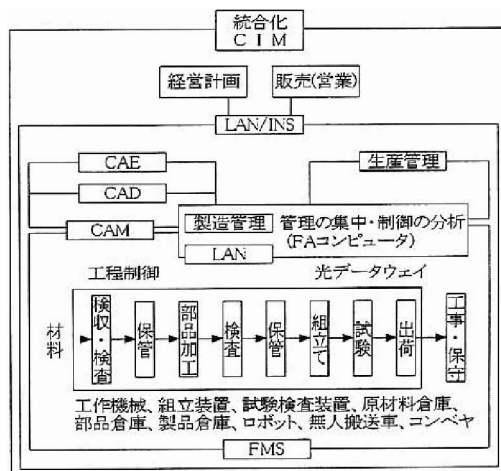 統合化
CIM
経営計画
販売(営業)
LAN/INS
CAE
生産管理
CAD
CAM
製造管理
管理の集中・制御の分析
(FAコンピュータ)
LAN
工程制御
光データウェイ
材料
検収・検査
保管
部品加工
検査
保管
組立て
試験
出荷
工事・保守
工作機械、組立装置、試験検査装置、原材料倉庫、
部品倉庫、製品倉庫、ロボット、無人搬送車、コンベヤ
FMS